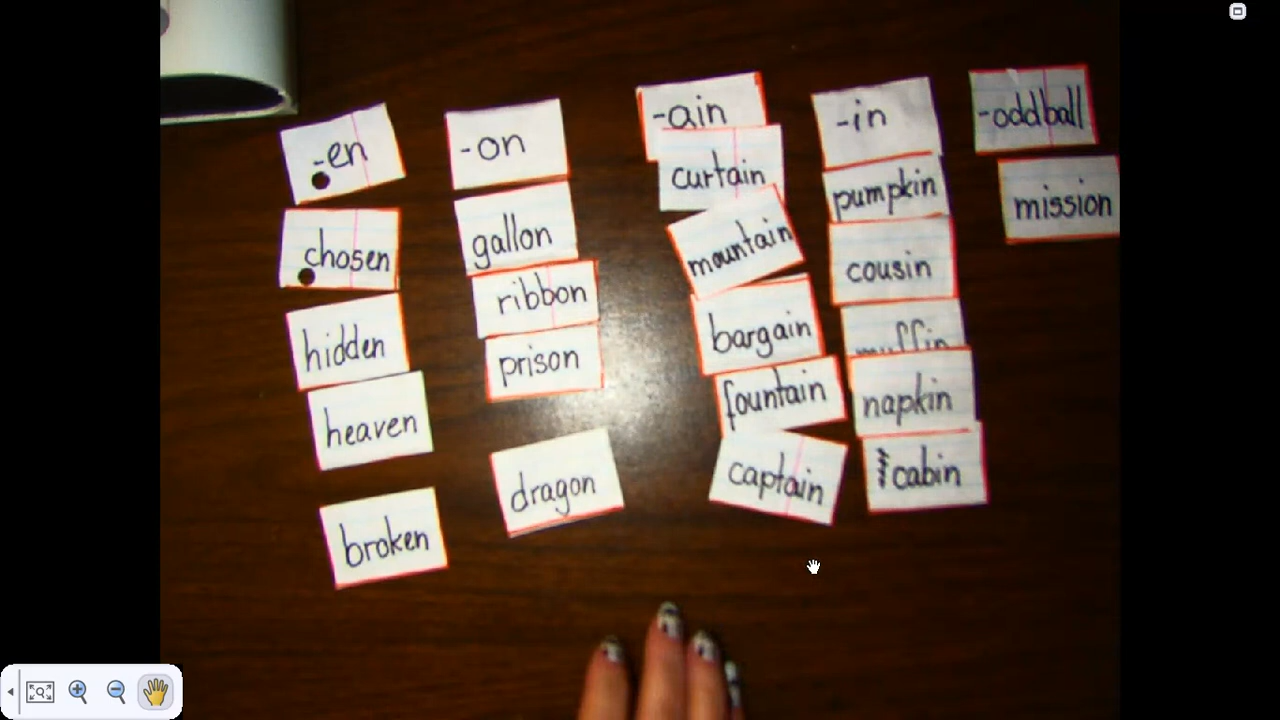 -en
chosen
hidden
heaven
broken
-on
gallon
ribbon
prison
dragon
-ain
curtain
mountain
bargain
fountain
captain
-in
pumpkin
cousin
muffin
napkin
cabin
-oddball
mission